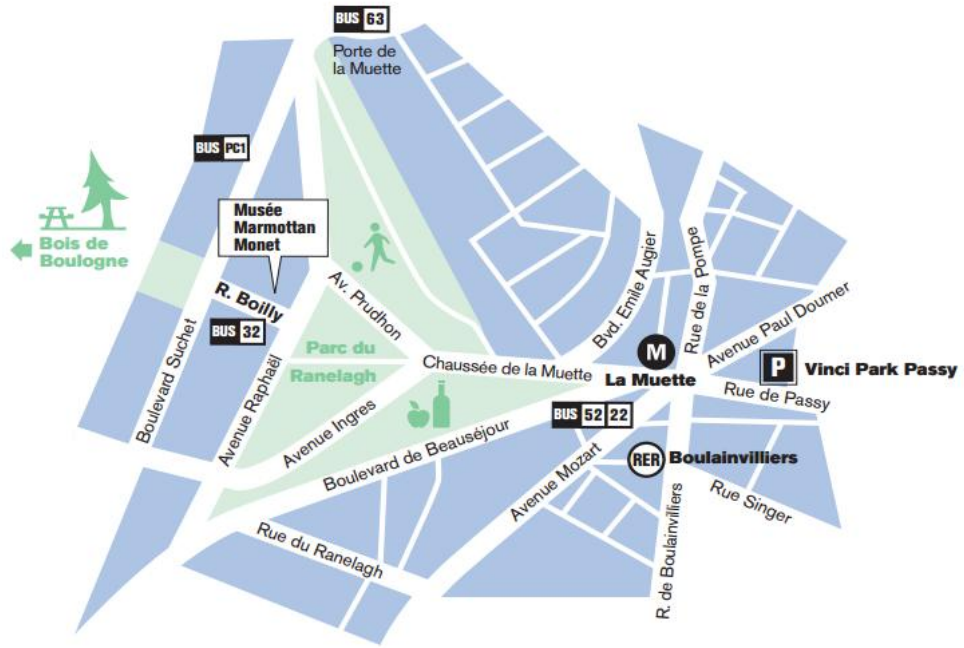 BUS 63
Porte de
la Muette
BUS PC1
Musée
Marmottan
Monet
Bois de
Boulogne
R. Boilly
BUS 32
Av. Prudhon
Parc du
Ranelagh
Boulevard Suchet
Avenue Raphaël
Avenue Ingres
Chaussée de la Muette
Boulevard de Beauséjour
Rue du Ranelagh
Bvd. Emile Augier
Rue de la Pompe
Avenue Paul Doumer
M
La Muette
P
Vinci Park Passy
Rue de Passy
BUS 52 22
Avenue Mozart
RER Boulainvilliers
Rue Singer
R. de Boulainvilliers